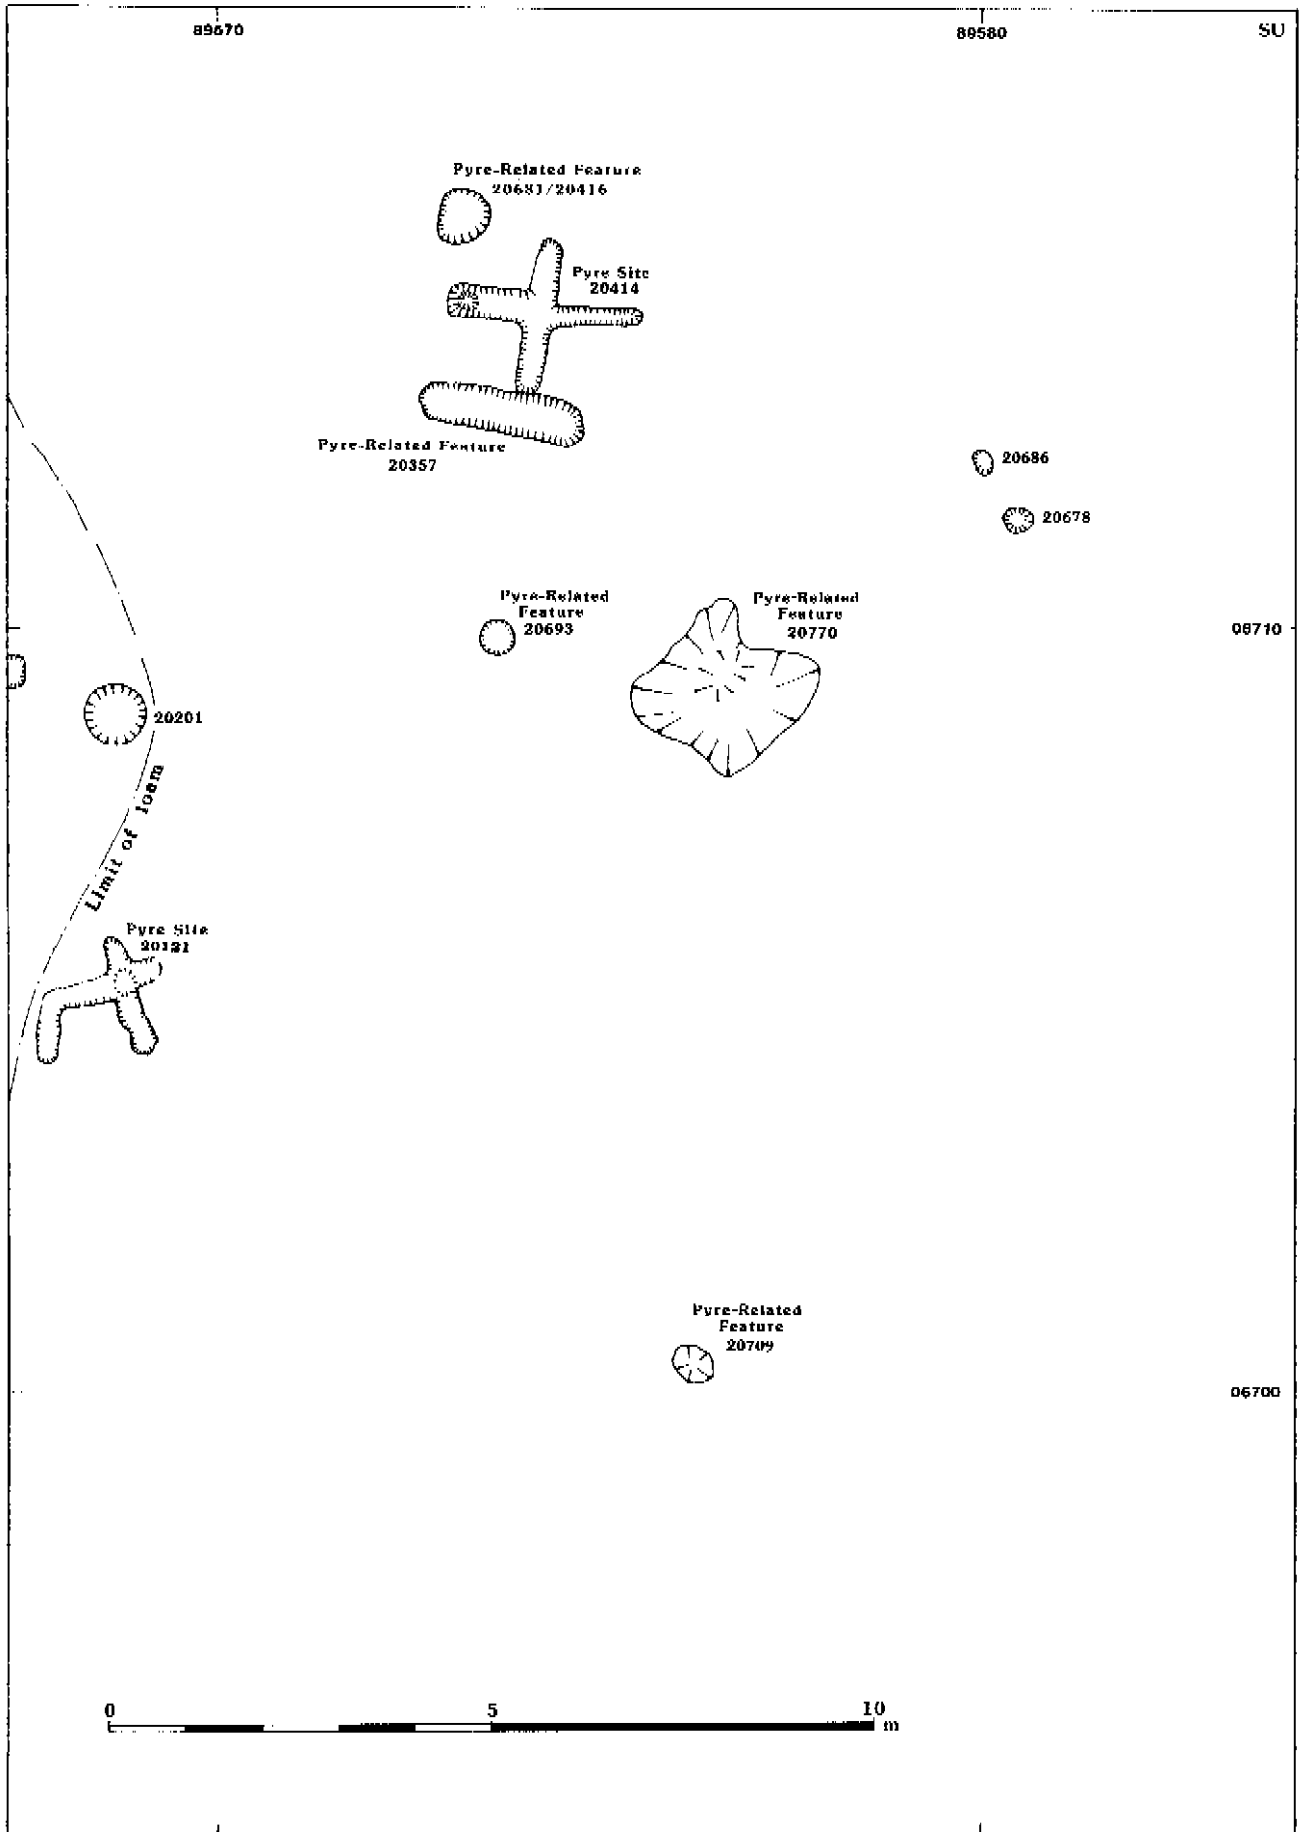 89570
89580
SU
Pyre-Related Feature
20681/20416
Pyre Site
20414
Pyre-Related Feature
20357
20686
20678
Pyre-Related
Feature
20693
Pyre-Related
Feature
20770
06710
20201
Limit of loam
Pyre Site
20121
Pyre-Related
Feature
20709
06700
0
5
10
m